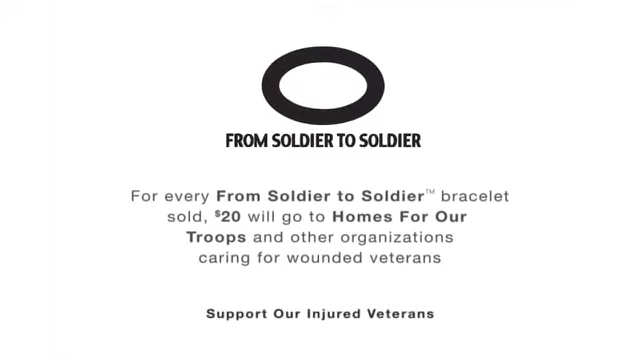 FROM SOLDIER TO SOLDIER
For every From Soldier to Soldier™ bracelet
sold, $20 will go to Homes For Our
Troops and other organizations
caring for wounded veterans
Support Our Injured Veterans